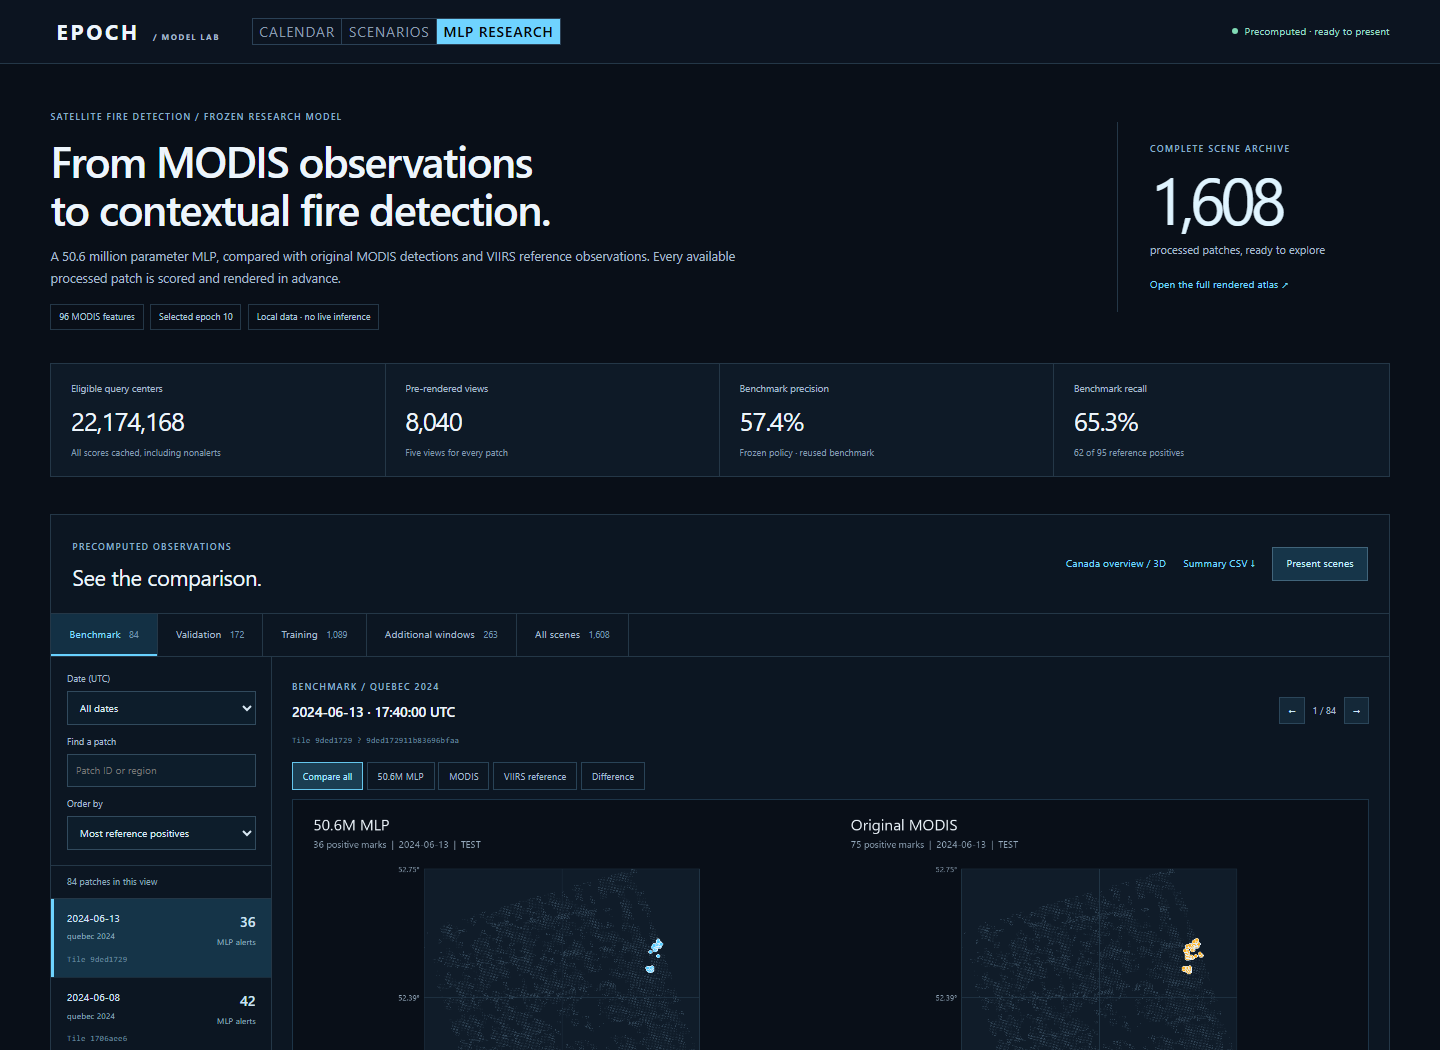 EPOCH / MODEL LAB CALENDAR SCENARIOS MLP RESEARCH
Precomputed · ready to present
SATELLITE FIRE DETECTION / FROZEN RESEARCH MODEL
From MODIS observations
to contextual fire detection.
A 50.6 million parameter MLP, compared with original MODIS detections and VIIRS reference observations. Every available
processed patch is scored and rendered in advance.
96 MODIS features
Selected epoch 10
Local data · no live inference
COMPLETE SCENE ARCHIVE
1,608
processed patches, ready to explore
Open the full rendered atlas ↗
Eligible query centers
22,174,168
All scores cached, including nonalerts
Pre-rendered views
8,040
Five views for every patch
Benchmark precision
57.4%
Frozen policy · reused benchmark
Benchmark recall
65.3%
62 of 95 reference positives
PRECOMPUTED OBSERVATIONS
See the comparison.
Canada overview / 3D
Summary CSV ↓
Present scenes
Benchmark 84
Validation 172
Training 1,089
Additional windows 263
All scenes 1,608
Date (UTC)
All dates
Find a patch
Patch ID or region
Order by
Most reference positives
84 patches in this view
2024-06-13
36
quebec 2024
MLP alerts
Tile 9ded1729
2024-06-08
42
quebec 2024
MLP alerts
Tile 1706aee6
BENCHMARK / QUEBEC 2024
2024-06-13 · 17:40:00 UTC
Tile 9ded1729 ? 9ded172911b83696bfaa
← 1 / 84 →
Compare all
50.6M MLP
MODIS
VIIRS reference
Difference
50.6M MLP
36 positive marks | 2024-06-13 | TEST
52.75°
52.39°
Original MODIS
75 positive marks | 2024-06-13 | TEST
52.75°
52.39°